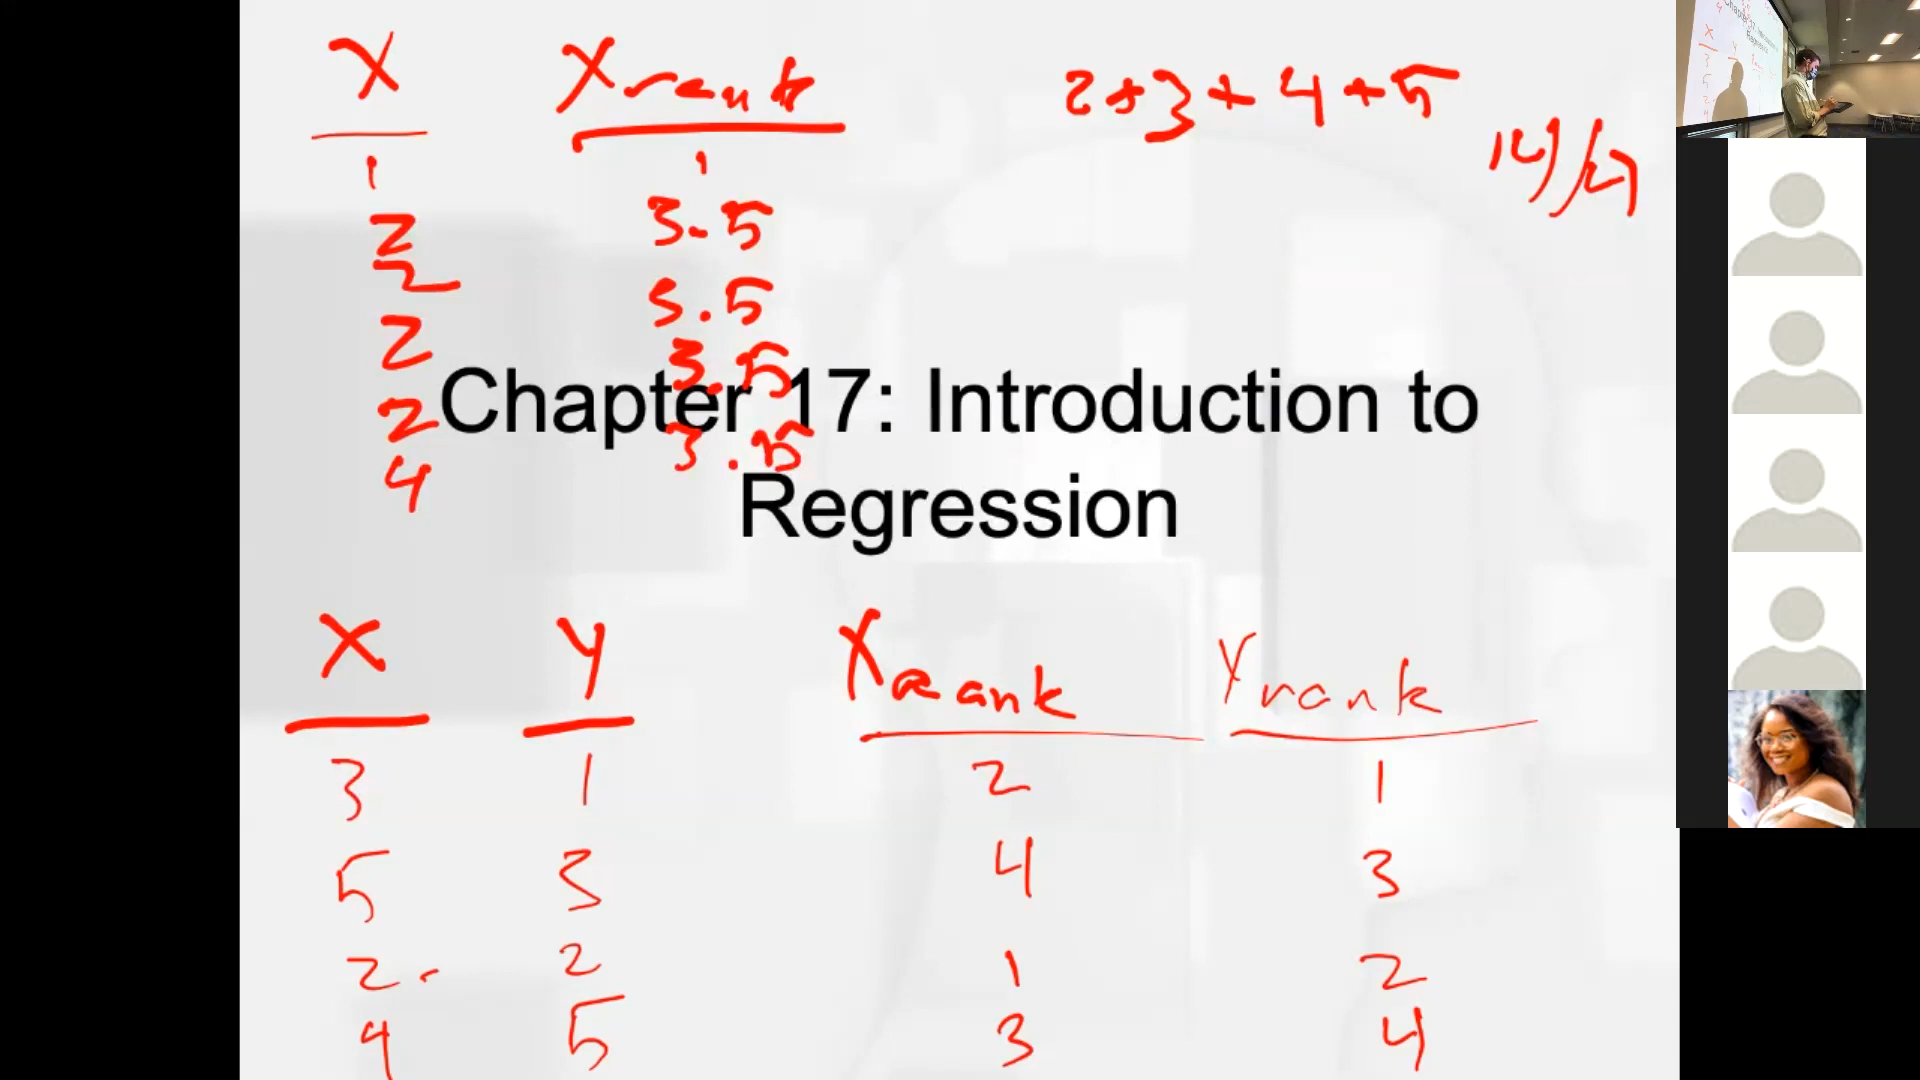 X Xrank 2+3+4+5
1 1 14/4
2 3.5
2 3.5
2 3.5
2 3.5
4
Chapter 17: Introduction to
Regression
X Y Xrank Yrank
3 1 2 1
5 3 4 3
2 2 1 2
4 5 3 4